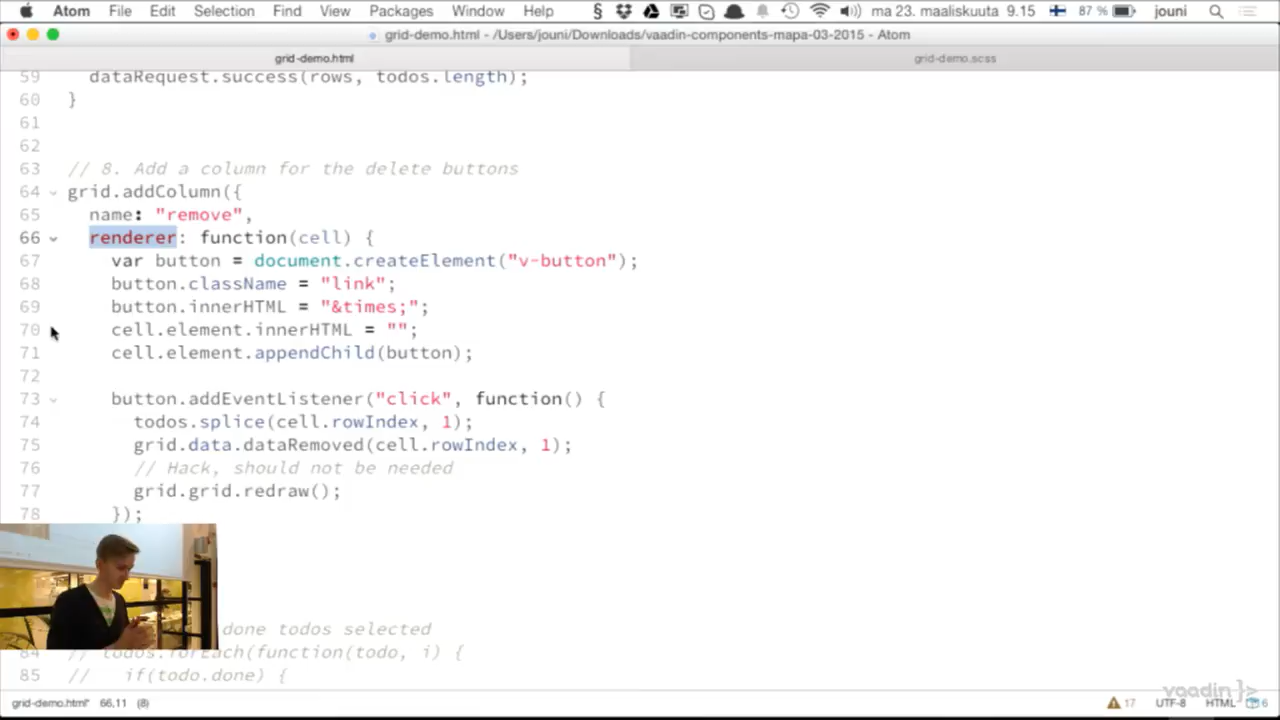 Atom File Edit Selection Find View Packages Window Help § ma 23. maaliskuuta 9.15 87 % jouni
grid-demo.html - /Users/jouni/Downloads/vaadin-components-mapa-03-2015 - Atom
grid-demo.html grid-demo.scss
59 dataRequest.success(rows, todos.length);
60 }
61
62
63 // 8. Add a column for the delete buttons
64 grid.addColumn({
65 name: "remove",
66 renderer: function(cell) {
67 var button = document.createElement("v-button");
68 button.className = "link";
69 button.innerHTML = "&times;";
70 cell.element.innerHTML = "";
71 cell.element.appendChild(button);
72
73 button.addEventListener("click", function() {
74 todos.splice(cell.rowIndex, 1);
75 grid.data.dataRemoved(cell.rowIndex, 1);
76 // Hack, should not be needed
77 grid.grid.redraw();
78 });
done todos selected
84 // todos.forEach(function(todo, i) {
85 // if(todo.done) {
vaadin }>
grid-demo.html* 66,11 (8) 17 UTF-8 HTML 6